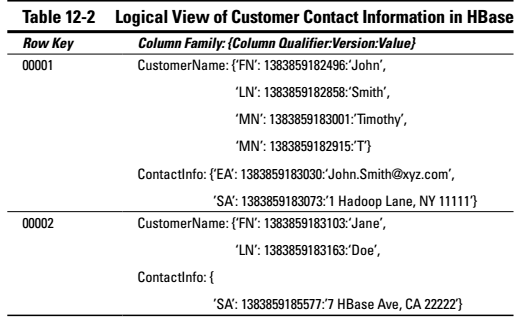 Table 12-2 Logical View of Customer Contact Information in HBase
Row Key Column Family: {Column Qualifier:Version:Value}
00001 CustomerName: {‘FN’: 1383859182496:‘John’,
‘LN’: 1383859182858:‘Smith’,
‘MN’: 1383859183001:‘Timothy’,
‘MN’: 1383859182915:‘T’}
ContactInfo: {‘EA’: 1383859183030:‘John.Smith@xyz.com’,
‘SA’: 1383859183073:‘1 Hadoop Lane, NY 11111’}
00002 CustomerName: {‘FN’: 1383859183103:‘Jane’,
‘LN’: 1383859183163:‘Doe’,
ContactInfo: {
‘SA’: 1383859185577:‘7 HBase Ave, CA 22222’}